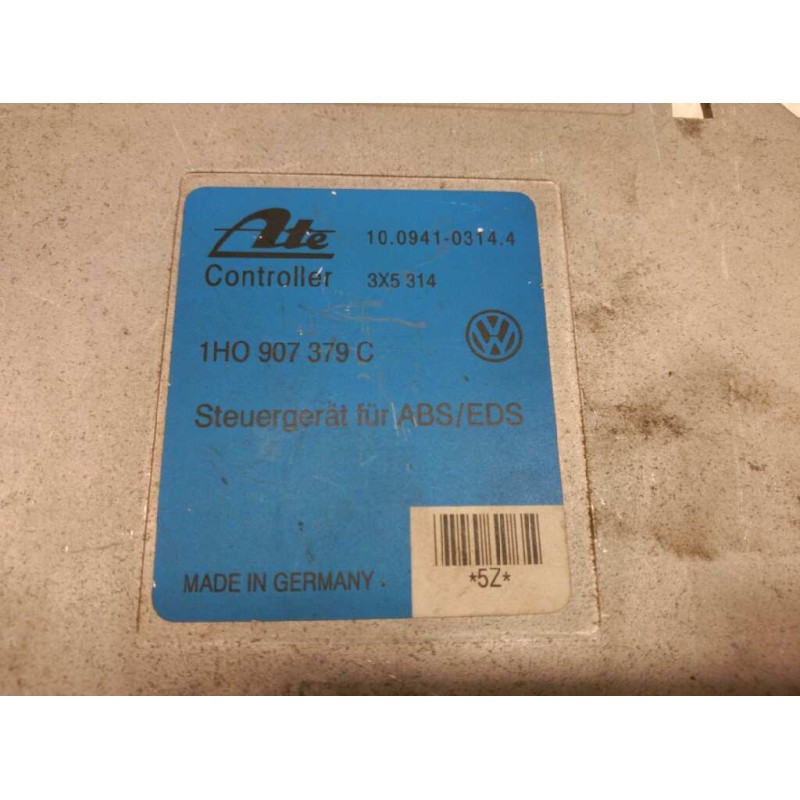 Ate 10.0941-0314.4
Controller 3X5 314
1HO 907 379 C
Steuergerät für ABS/EDS
MADE IN GERMANY
*5Z*